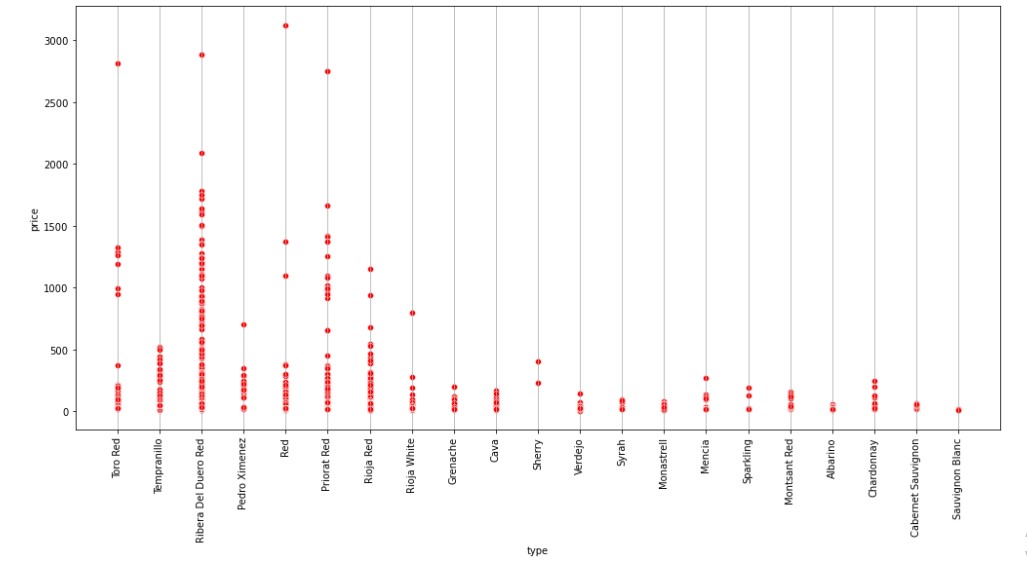 3000
2500
2000
1500
1000
500
0
price
Toro Red
Tempranillo
Ribera Del Duero Red
Pedro Ximenez
Red
Priorat Red
Rioja Red
Rioja White
Grenache
Cava
Sherry
Verdejo
Syrah
Monastrell
Mencia
Sparkling
Montsant Red
Albarino
Chardonnay
Cabernet Sauvignon
Sauvignon Blanc
type